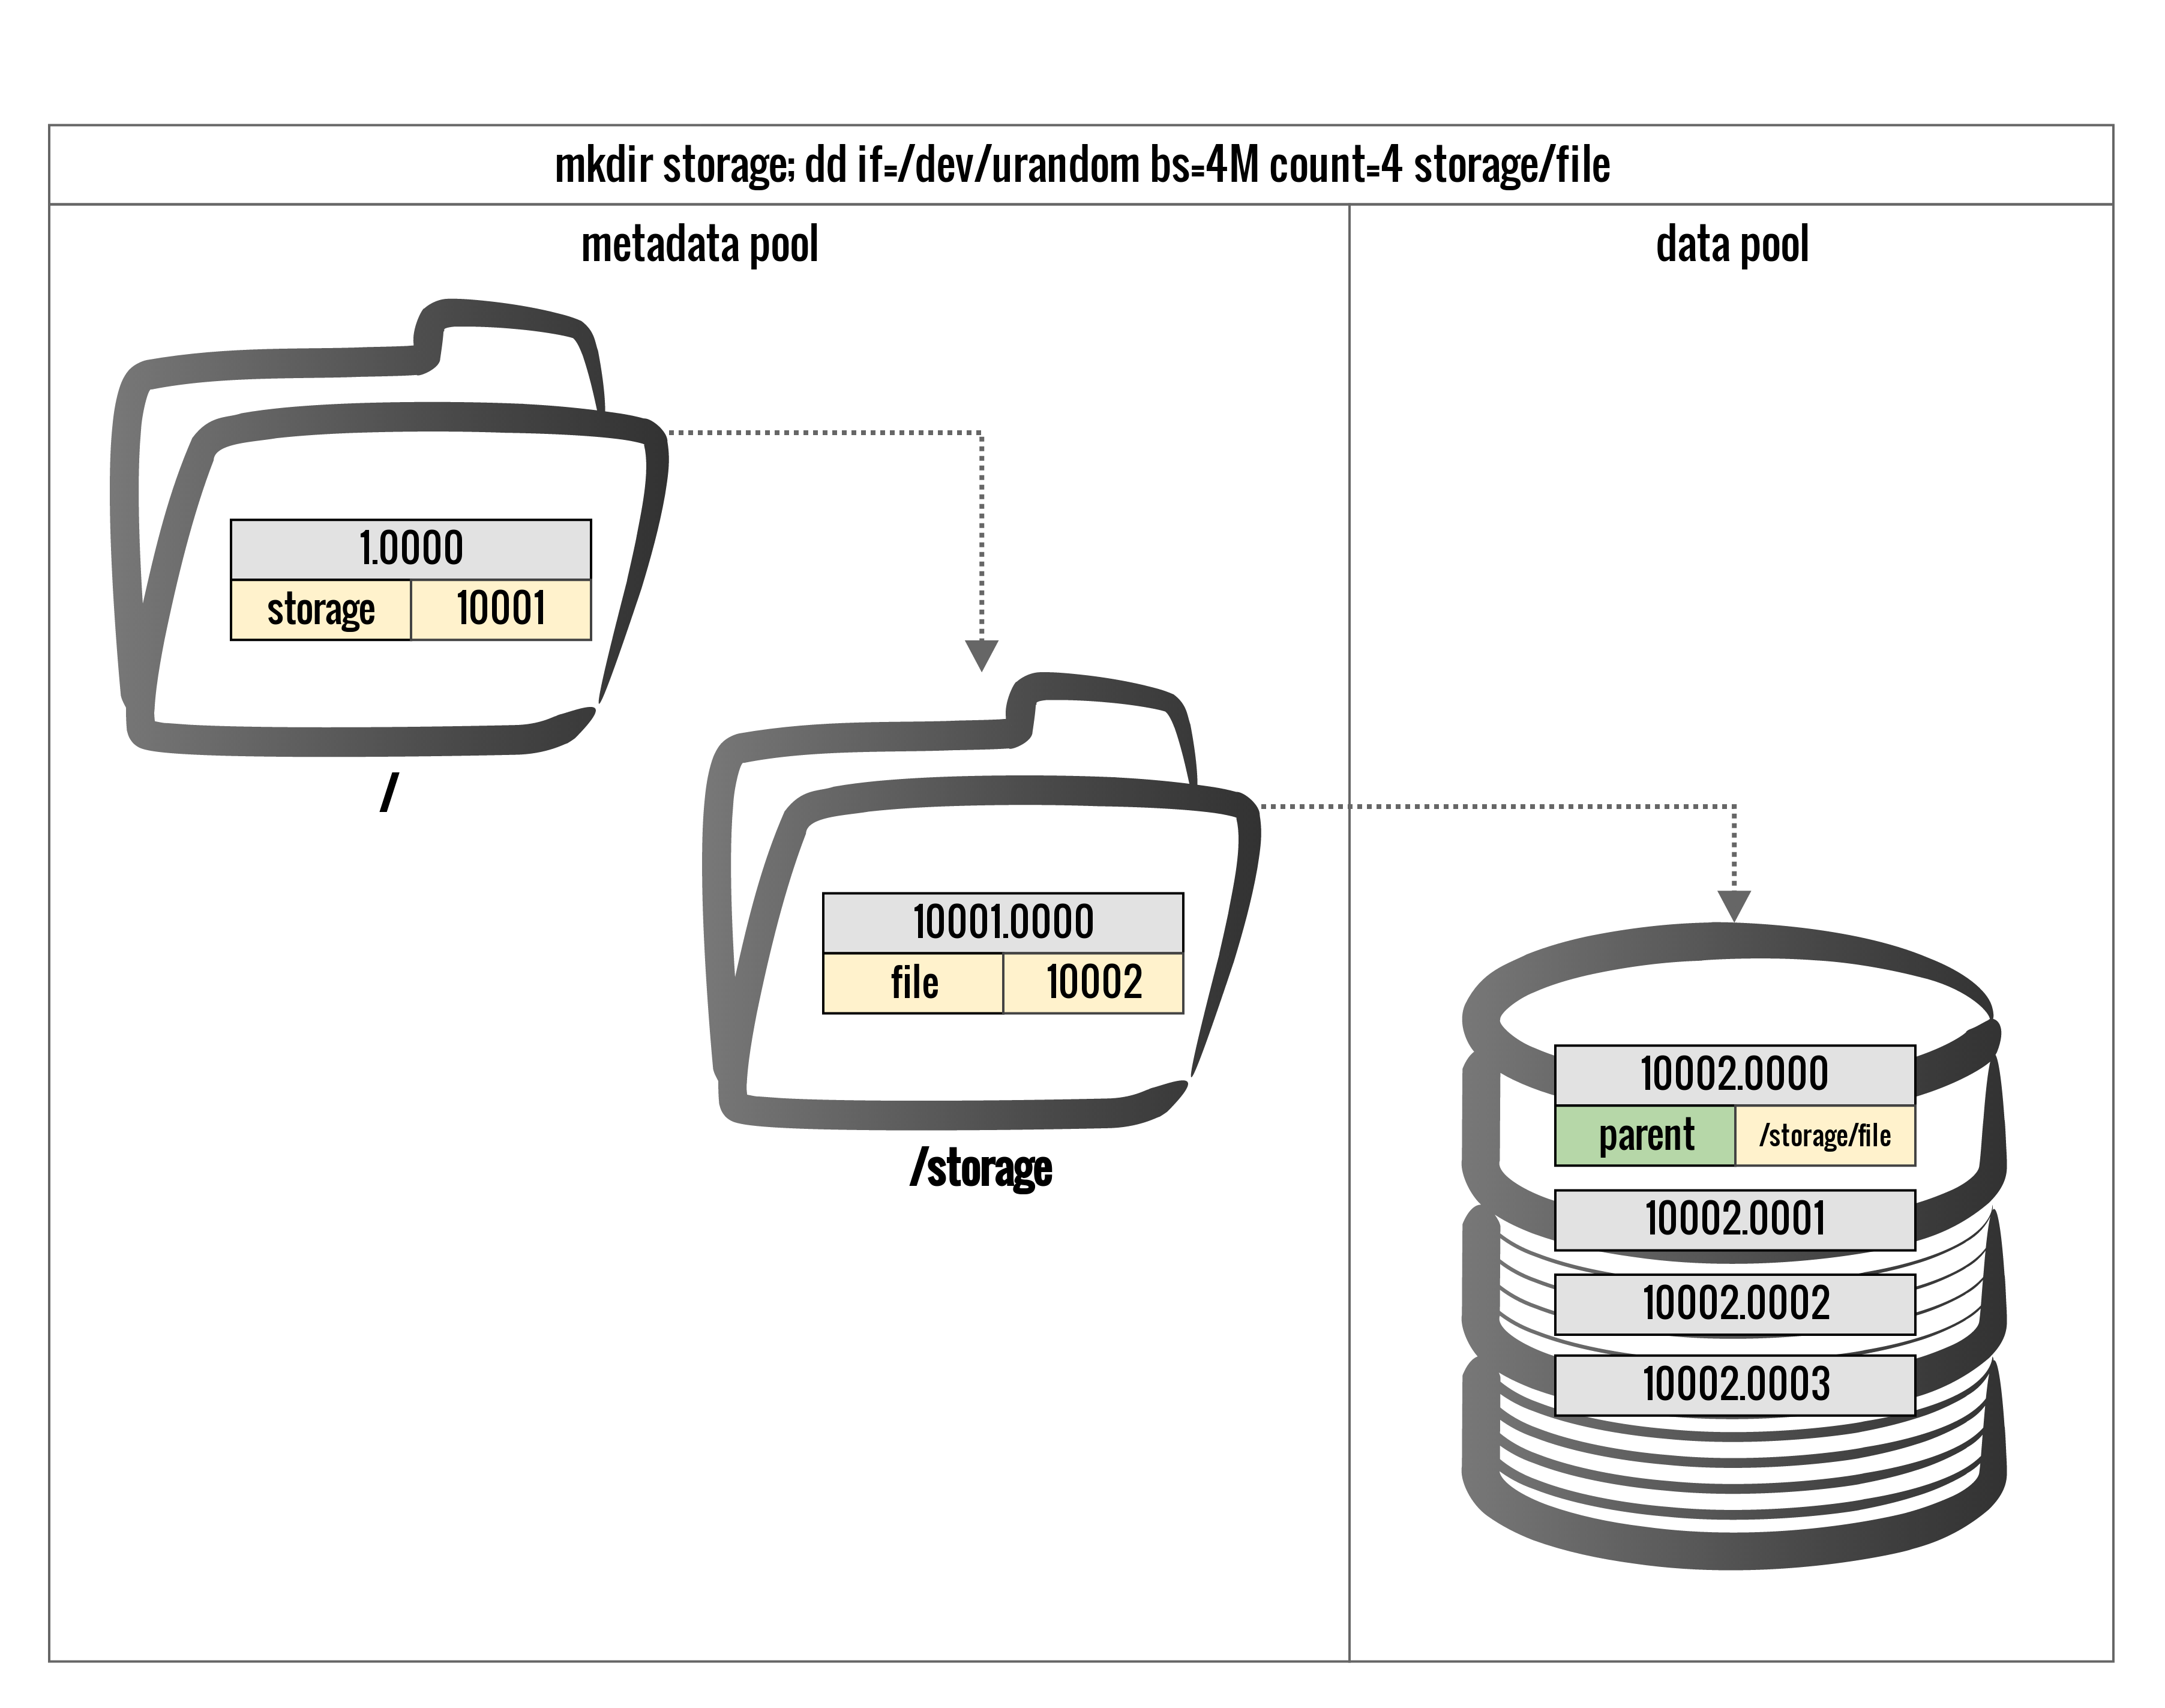 mkdir storage; dd if=/dev/urandom bs=4M count=4 storage/file
metadata pool
data pool
1.0000
storage 10001
/
10001.0000
file 10002
/storage
10002.0000
parent /storage/file
10002.0001
10002.0002
10002.0003